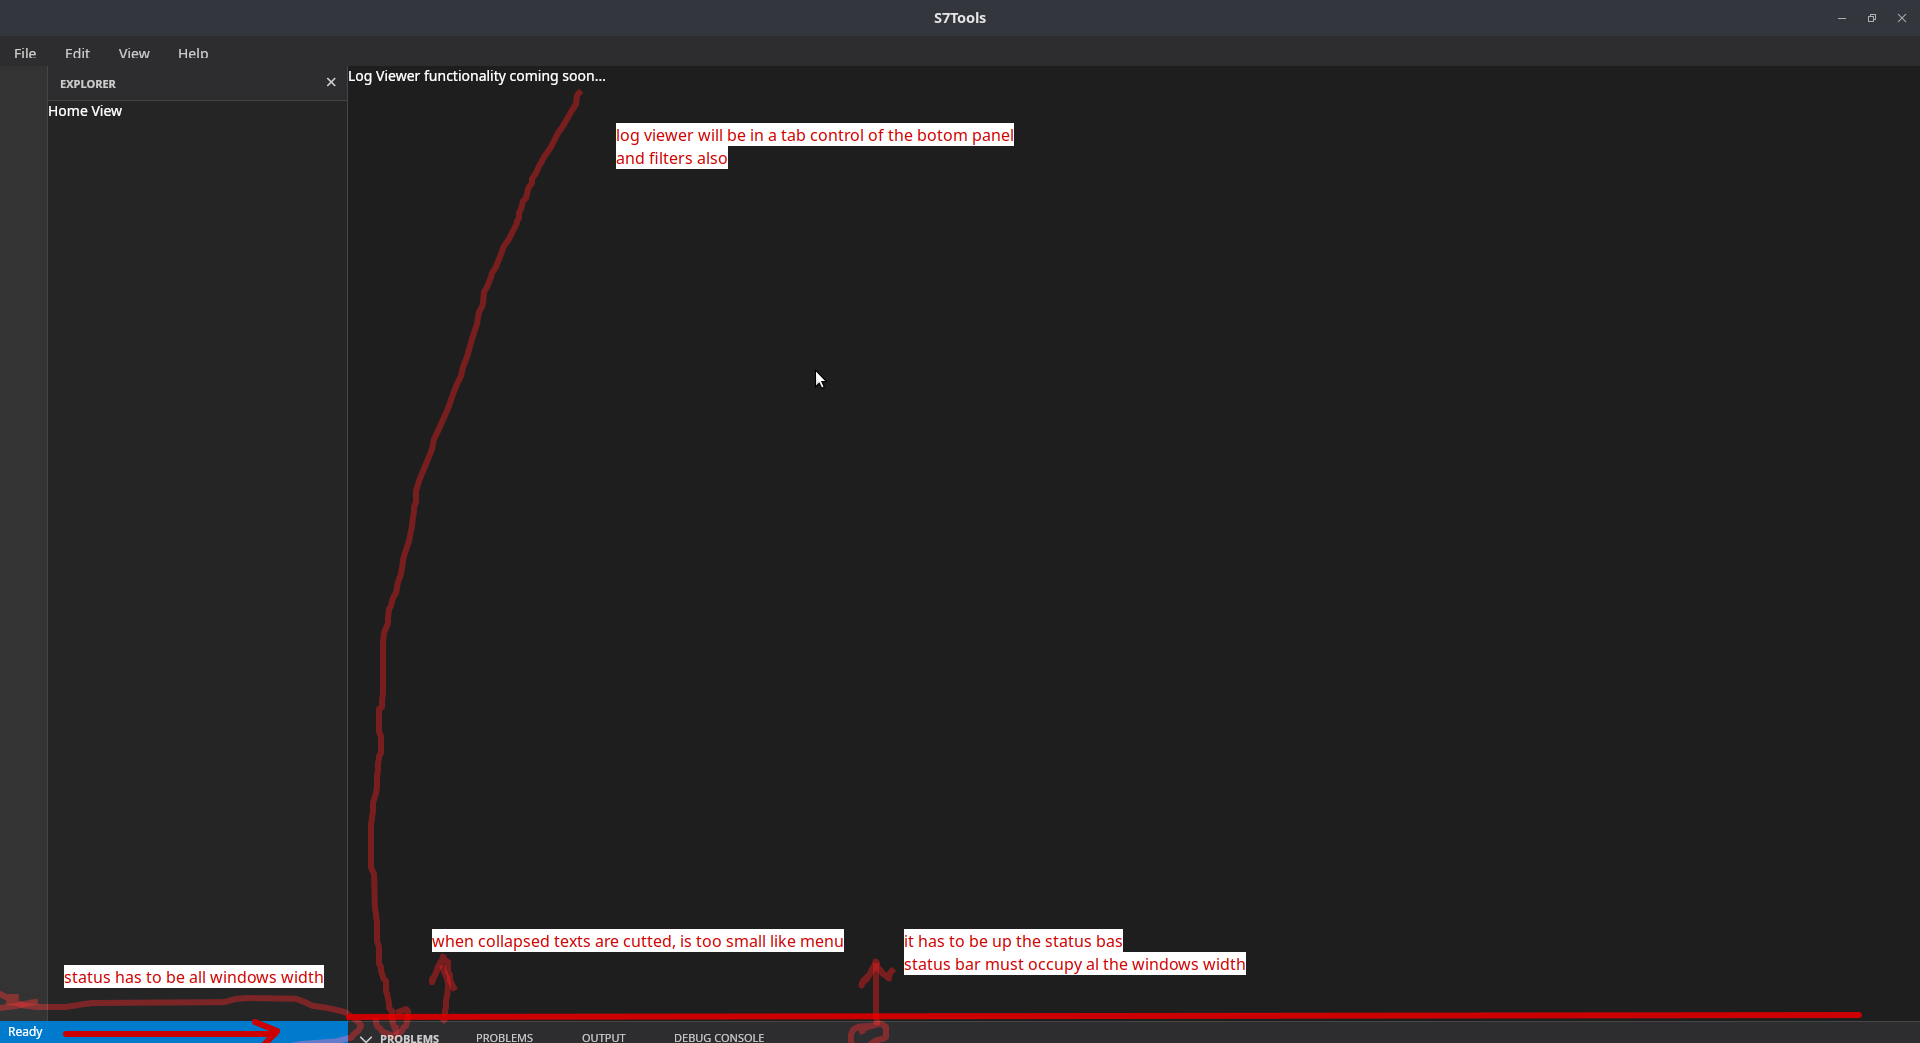 S7Tools
File Edit View Help
EXPLORER
Log Viewer functionality coming soon...
Home View
log viewer will be in a tab control of the botom panel
and filters also
when collapsed texts are cutted, is too small like menu
it has to be up the status bas
status bar must occupy al the windows width
status has to be all windows width
Ready
PROBLEMS PROBLEMS OUTPUT DEBUG CONSOLE